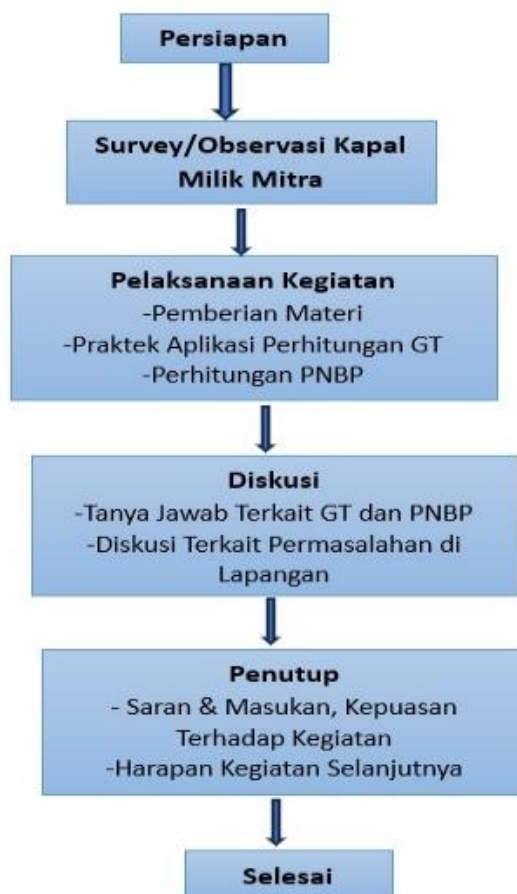 Persiapan
Survey/Observasi Kapal
Milik Mitra
Pelaksanaan Kegiatan
-Pemberian Materi
-Praktek Aplikasi Perhitungan GT
-Perhitungan PNBP
Diskusi
-Tanya Jawab Terkait GT dan PNBP
-Diskusi Terkait Permasalahan di
Lapangan
Penutup
- Saran & Masukan, Kepuasan
Terhadap Kegiatan
-Harapan Kegiatan Selanjutnya
Selesai